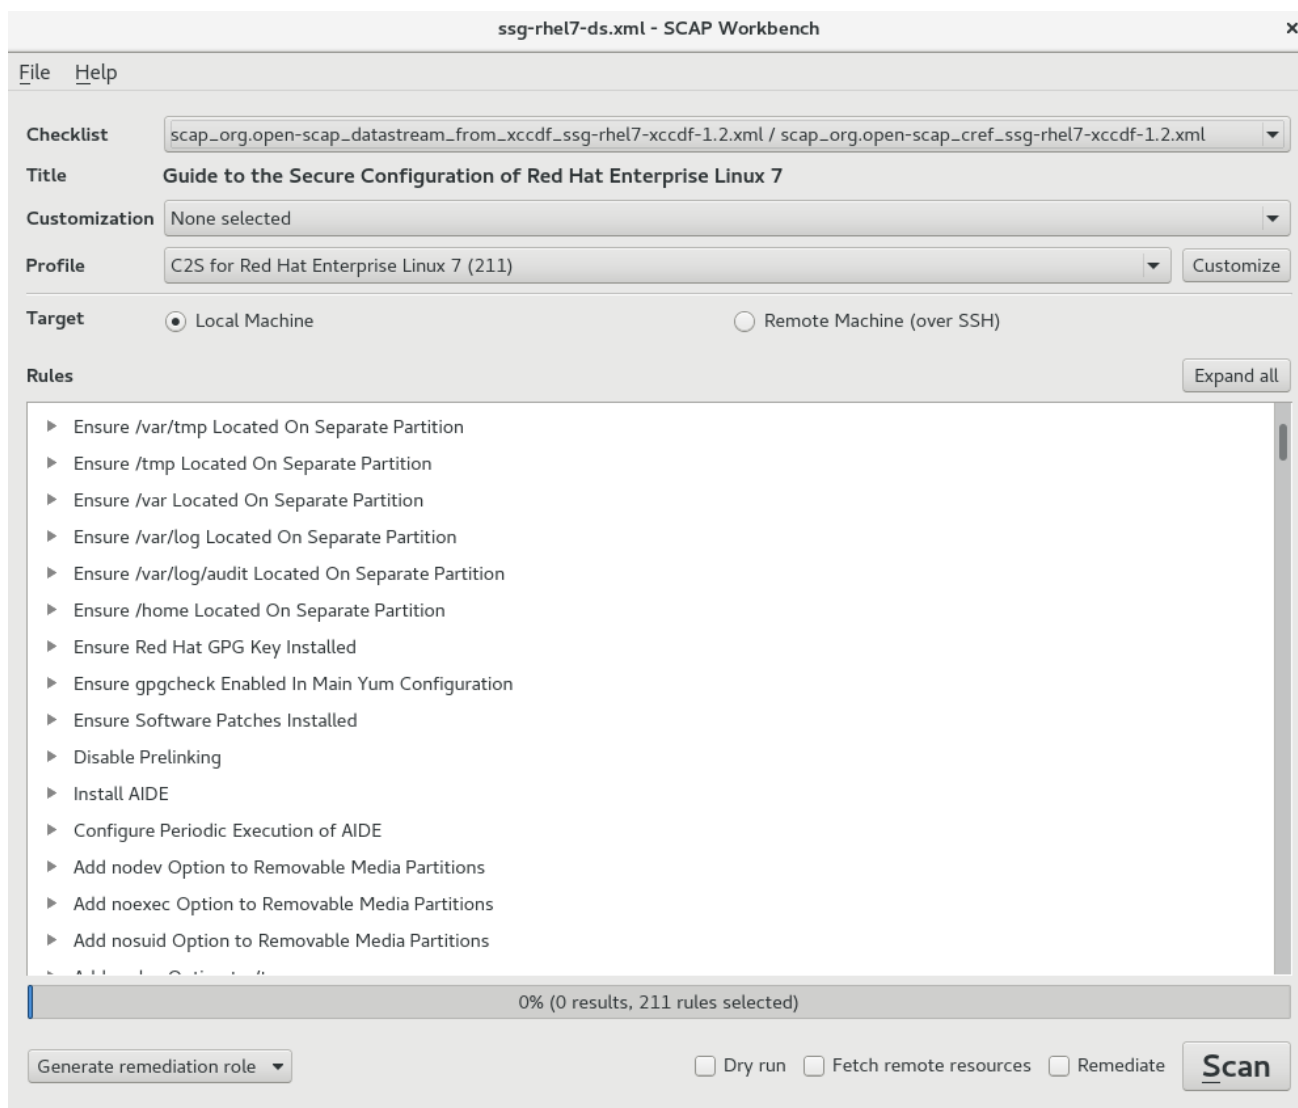 ssg-rhel7-ds.xml - SCAP Workbench
File Help
Checklist scap_org.open-scap_datastream_from_xccdf_ssg-rhel7-xccdf-1.2.xml / scap_org.open-scap_cref_ssg-rhel7-xccdf-1.2.xml
Title Guide to the Secure Configuration of Red Hat Enterprise Linux 7
Customization None selected
Profile C2S for Red Hat Enterprise Linux 7 (211) Customize
Target Local Machine Remote Machine (over SSH)
Rules Expand all
Ensure /var/tmp Located On Separate Partition
Ensure /tmp Located On Separate Partition
Ensure /var Located On Separate Partition
Ensure /var/log Located On Separate Partition
Ensure /var/log/audit Located On Separate Partition
Ensure /home Located On Separate Partition
Ensure Red Hat GPG Key Installed
Ensure gpgcheck Enabled In Main Yum Configuration
Ensure Software Patches Installed
Disable Prelinking
Install AIDE
Configure Periodic Execution of AIDE
Add nodev Option to Removable Media Partitions
Add noexec Option to Removable Media Partitions
Add nosuid Option to Removable Media Partitions
0% (0 results, 211 rules selected)
Generate remediation role Dry run Fetch remote resources Remediate Scan